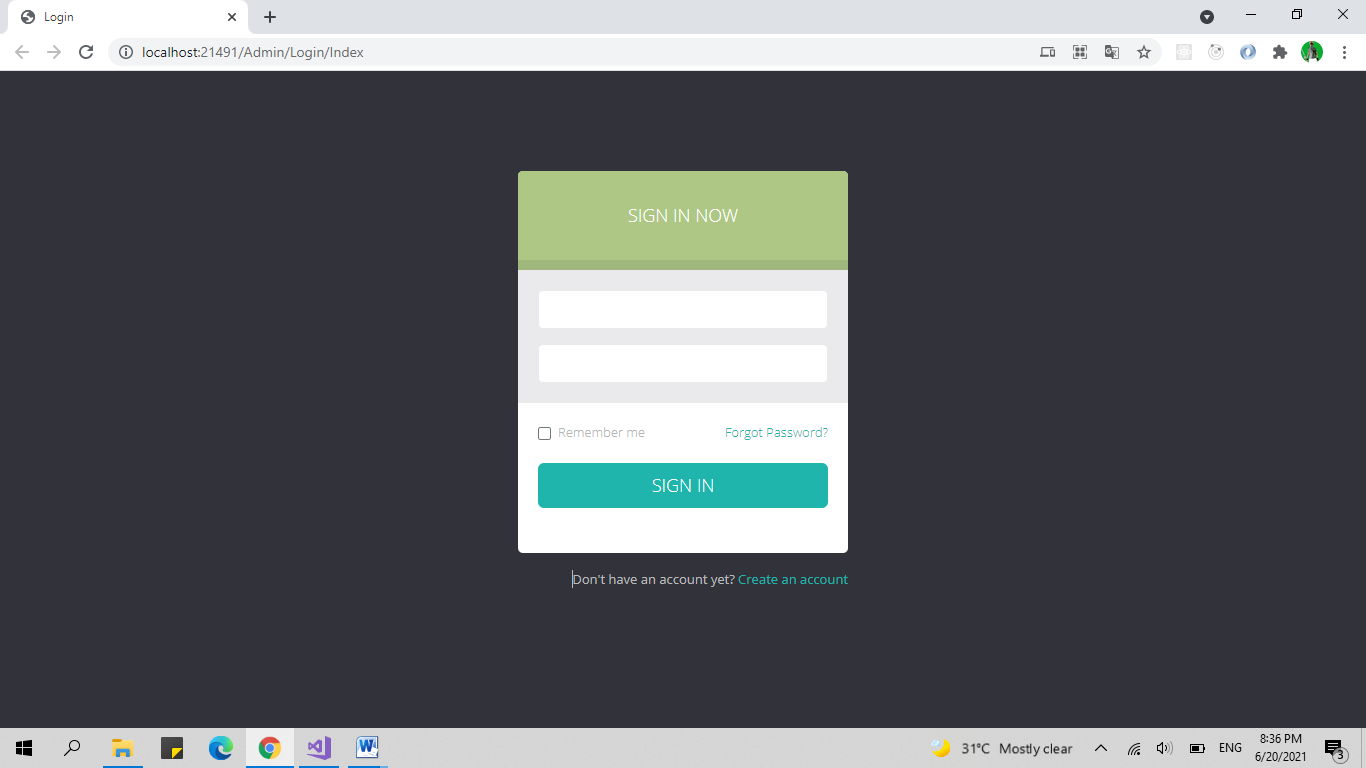 Login
localhost:21491/Admin/Login/Index
SIGN IN NOW
Remember me
Forgot Password?
SIGN IN
Don't have an account yet? Create an account
31°C Mostly clear
ENG
8:36 PM
6/20/2021
3